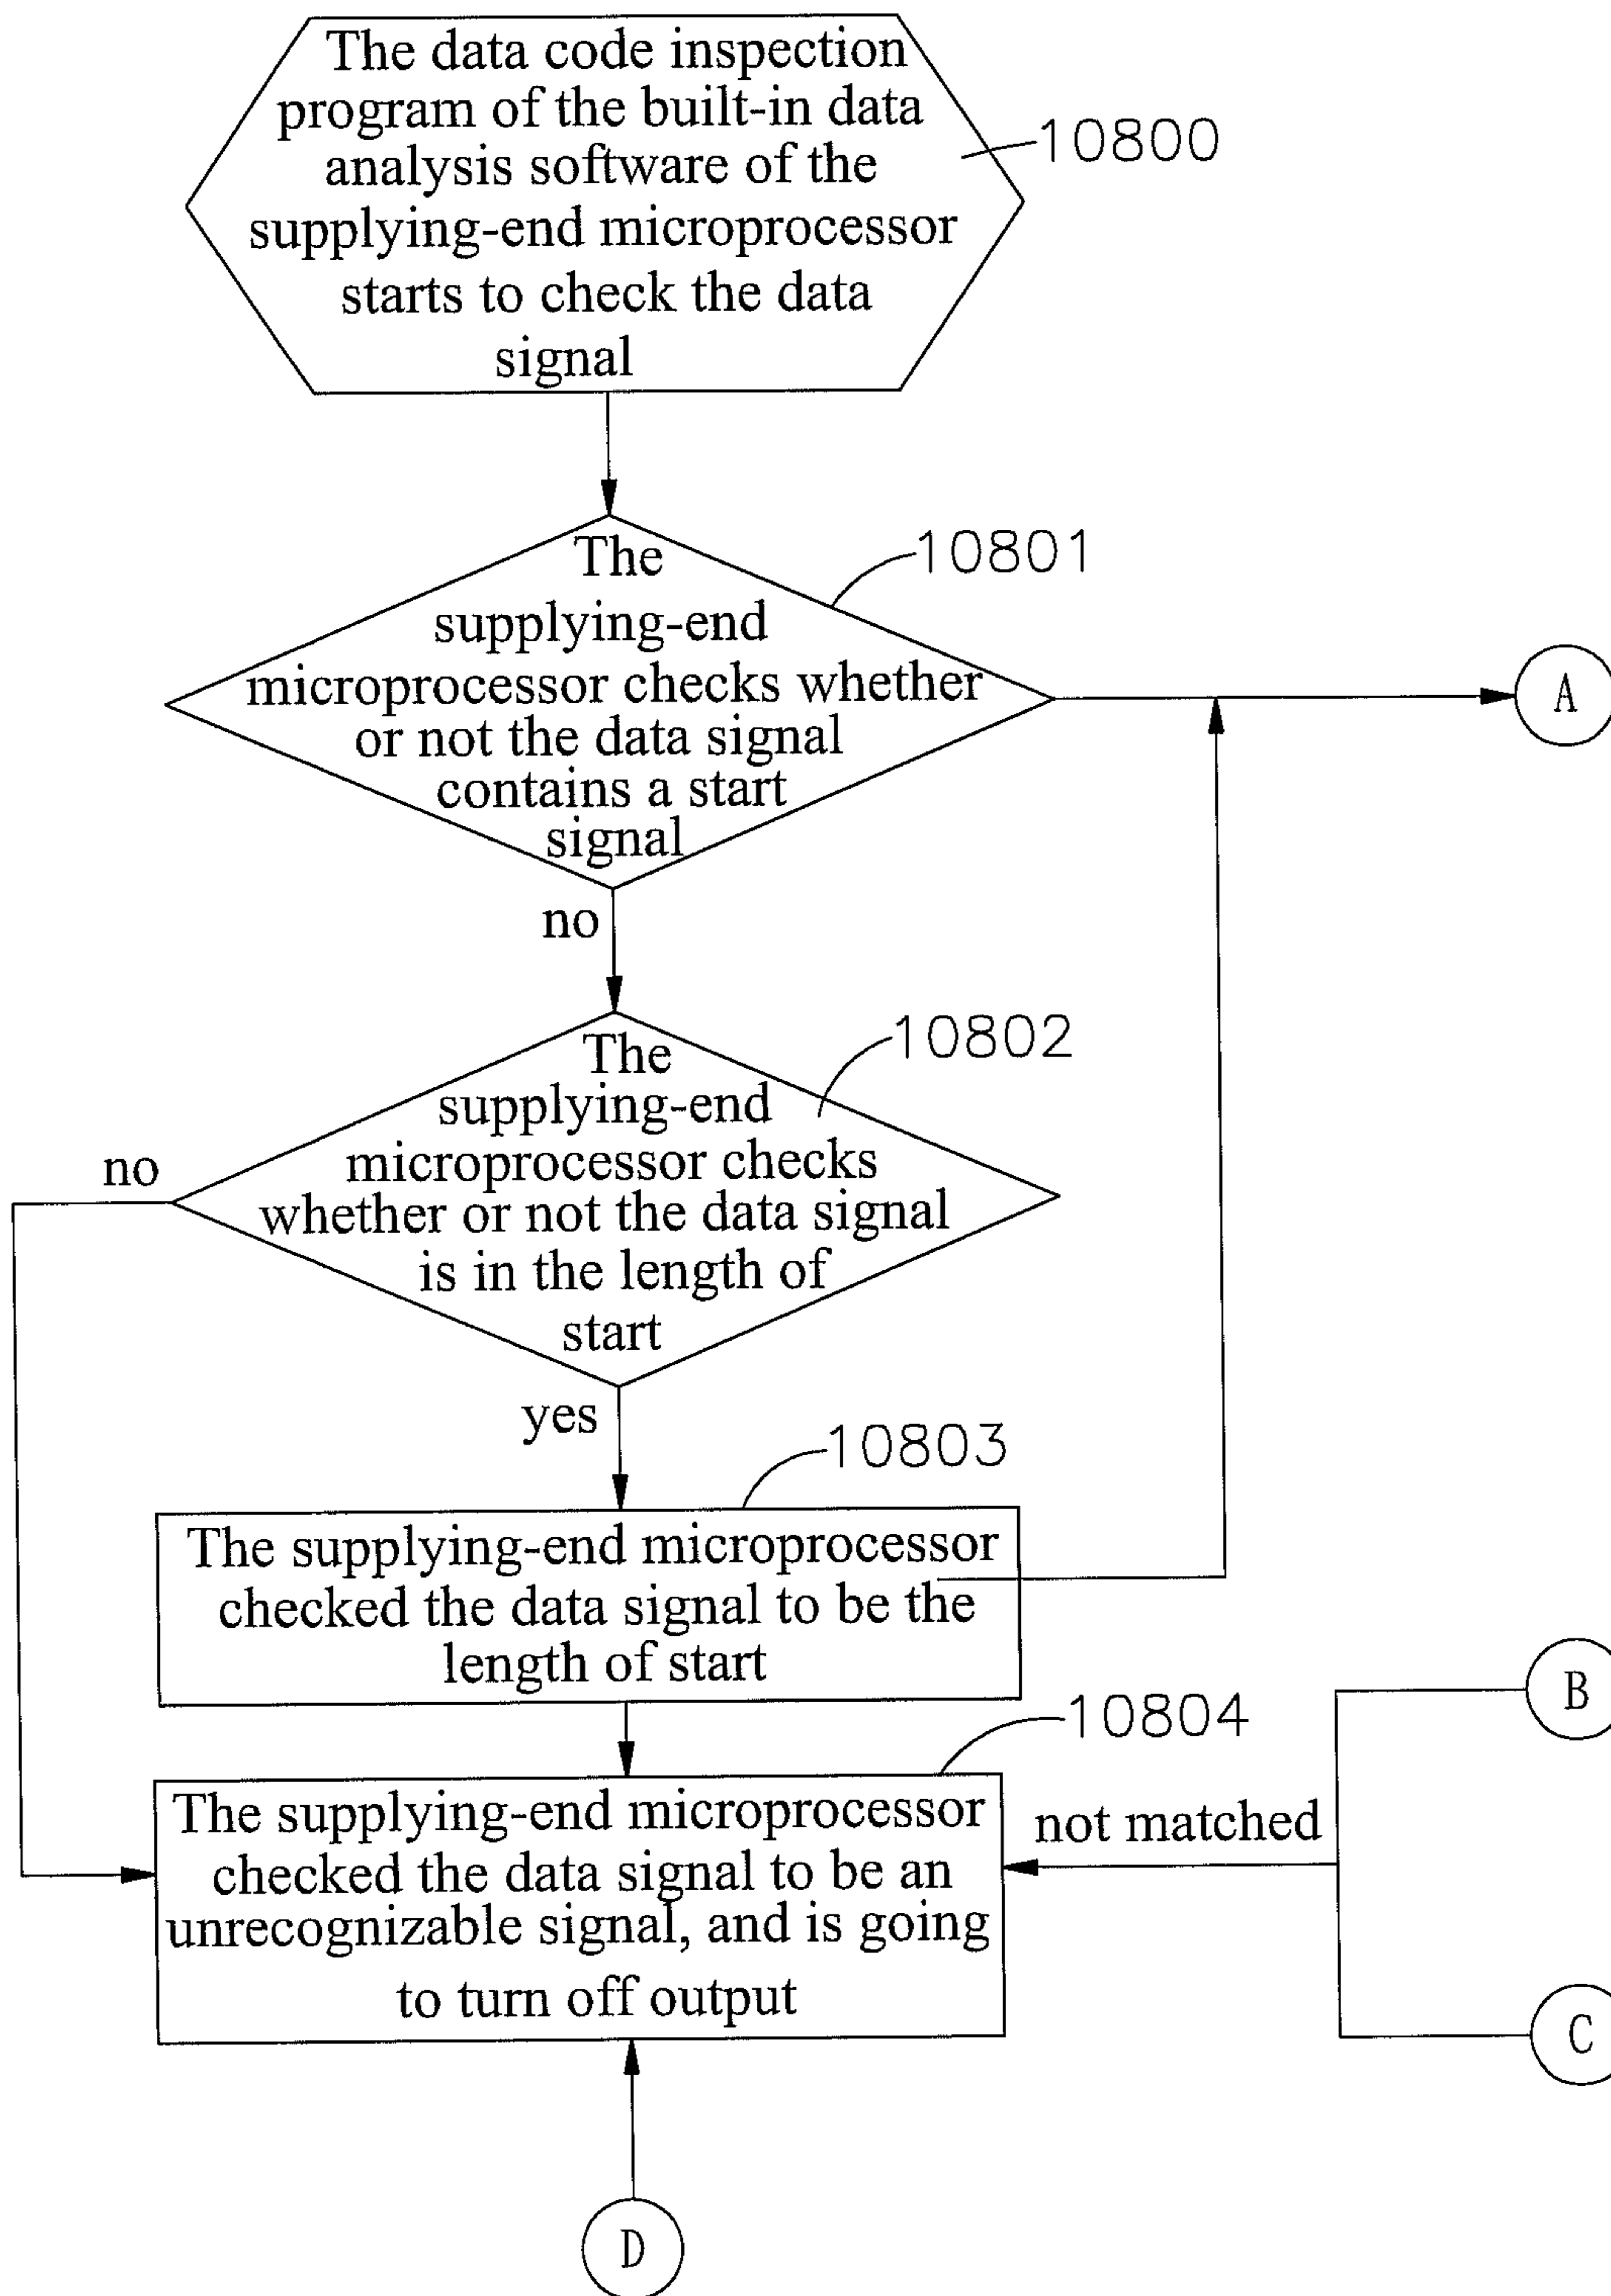 The data code inspection
program of the built-in data
analysis software of the
supplying-end microprocessor
starts to check the data
signal
10800
The
supplying-end
microprocessor checks whether
or not the data signal
contains a start
signal
10801
A
no
The
supplying-end
microprocessor checks
whether or not the data signal
is in the length of
start
10802
no
yes
10803
The supplying-end microprocessor
checked the data signal to be the
length of start
10804
B
The supplying-end microprocessor
checked the data signal to be an
unrecognizable signal, and is going
to turn off output
not matched
C
D